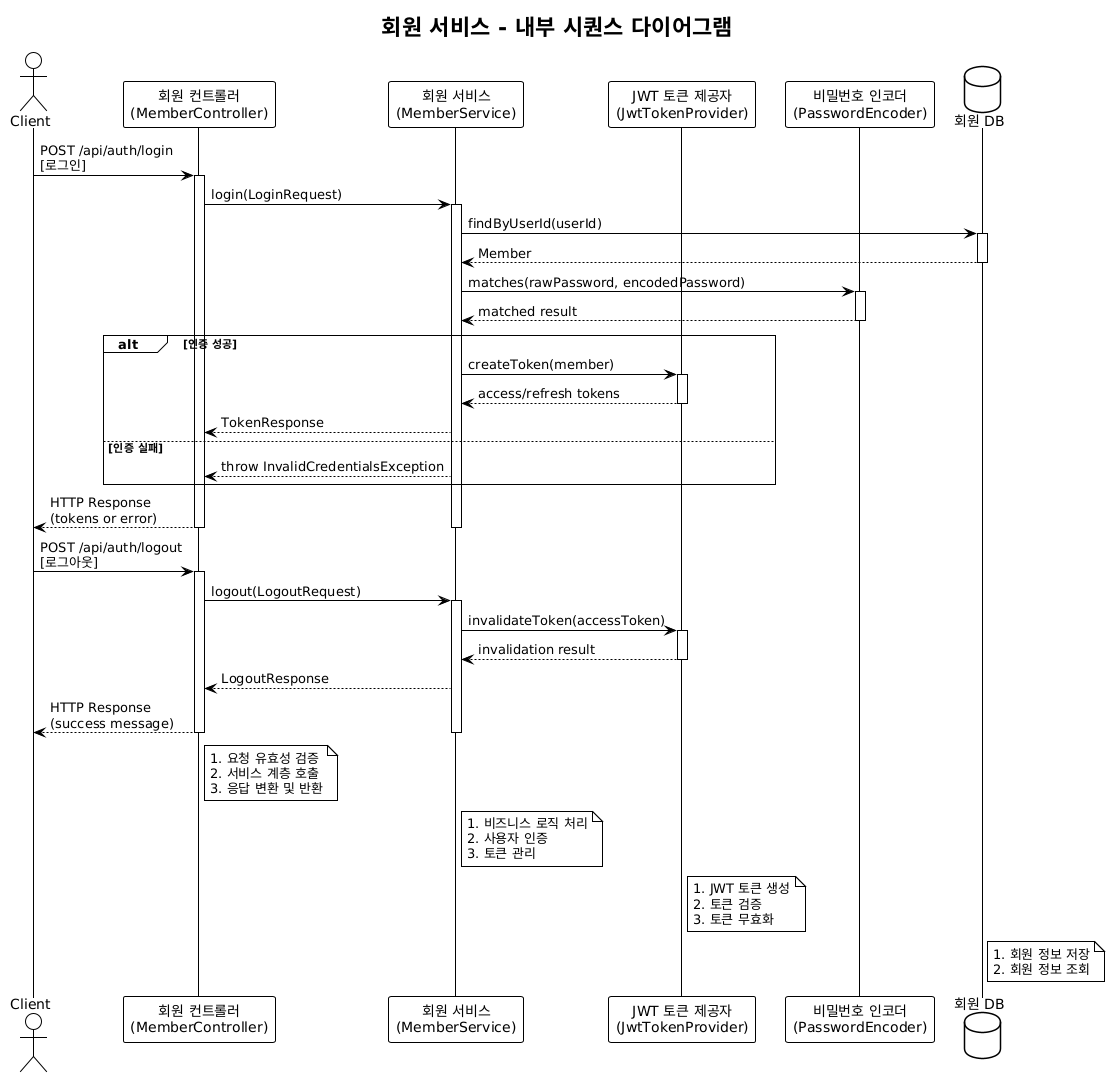 회원 서비스 - 내부 시퀀스 다이어그램
Client
회원 컨트롤러
(MemberController)
회원 서비스
(MemberService)
JWT 토큰 제공자
(JwtTokenProvider)
비밀번호 인코더
(PasswordEncoder)
회원 DB
POST /api/auth/login
[로그인]
login(LoginRequest)
findByUserId(userId)
Member
matches(rawPassword, encodedPassword)
matched result
alt
[인증 성공]
createToken(member)
access/refresh tokens
TokenResponse
[인증 실패]
throw InvalidCredentialsException
HTTP Response
(tokens or error)
POST /api/auth/logout
[로그아웃]
logout(LogoutRequest)
invalidateToken(accessToken)
invalidation result
LogoutResponse
HTTP Response
(success message)
1. 요청 유효성 검증
2. 서비스 계층 호출
3. 응답 변환 및 반환
1. 비즈니스 로직 처리
2. 사용자 인증
3. 토큰 관리
1. JWT 토큰 생성
2. 토큰 검증
3. 토큰 무효화
1. 회원 정보 저장
2. 회원 정보 조회
Client
회원 컨트롤러
(MemberController)
회원 서비스
(MemberService)
JWT 토큰 제공자
(JwtTokenProvider)
비밀번호 인코더
(PasswordEncoder)
회원 DB